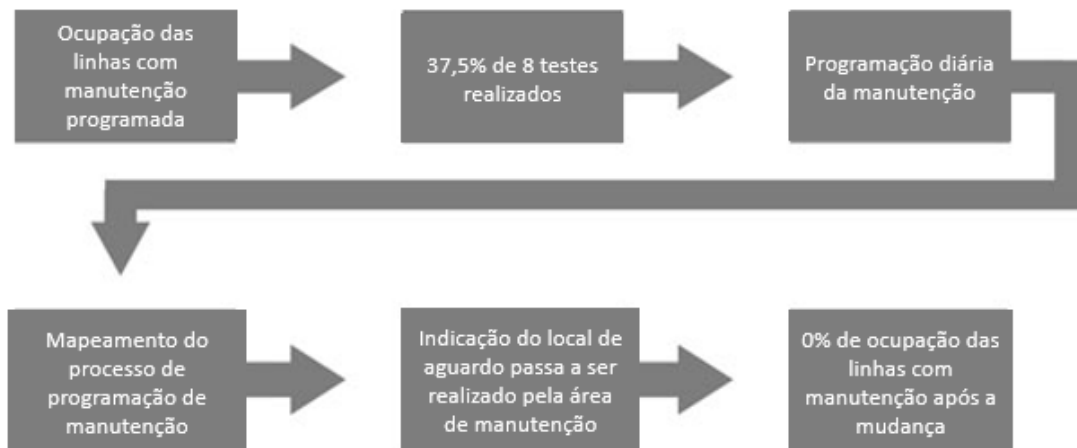 Ocupação das
linhas com
manutenção
programada
37,5% de 8 testes
realizados
Programação diária
da manutenção
Mapeamento do
processo de
programação de
manutenção
Indicação do local de
aguardo passa a ser
realizado pela área
de manutenção
0% de ocupação das
linhas com
manutenção após a
mudança